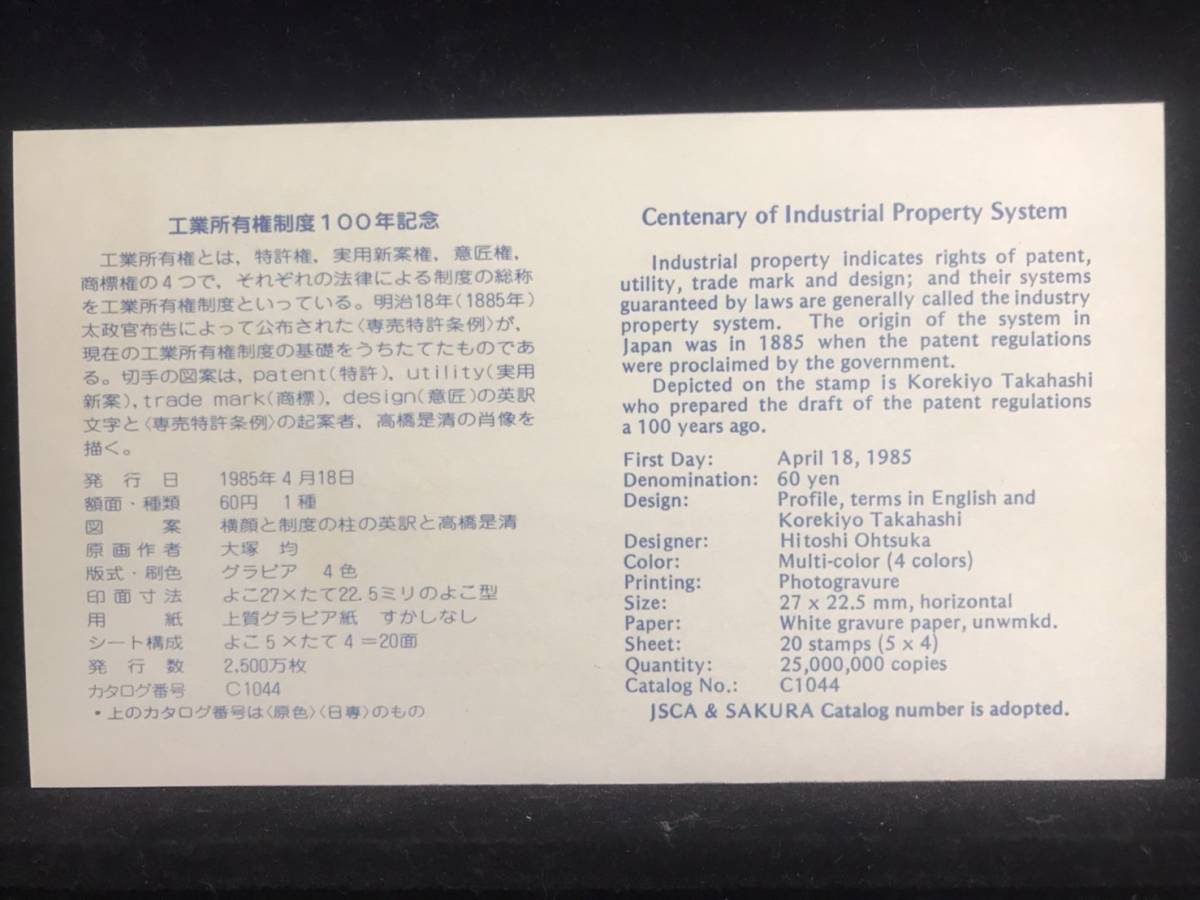 工業所有権制度100年記念
工業所有権とは，特許権，実用新案権，意匠権，
商標権の4つで，それぞれの法律による制度の総称
を工業所有権制度といっている。明治18年(1885年)
太政官布告によって公布された〈専売特許条例〉が，
現在の工業所有権制度の基礎をうちたてたものであ
る。切手の図案は，patent(特許)，utility(実用
新案)，trade mark(商標)，design(意匠)の英訳
文字と〈専売特許条例〉の起案者，高橋是清の肖像を
描く。
発行日 1985年4月18日
額面・種類 60円 1種
図案 横顔と制度の柱の英訳と高橋是清
原画作者 大塚 均
版式・刷色 グラビア 4色
印面寸法 よこ27×たて22.5ミリのよこ型
用紙 上質グラビア紙 すかしなし
シート構成 よこ5×たて4＝20面
発行数 2.500万枚
カタログ番号 C1044
・上のカタログ番号は〈原色〉〈日専〉のもの
Centenary of Industrial Property System
Industrial property indicates rights of patent,
utility, trade mark and design; and their systems
guaranteed by laws are generally called the industry
property system. The origin of the system in
Japan was in 1885 when the patent regulations
were proclaimed by the government.
Depicted on the stamp is Korekiyo Takahashi
who prepared the draft of the patent regulations
a 100 years ago.
First Day: April 18, 1985
Denomination: 60 yen
Design: Profile, terms in English and
Korekiyo Takahashi
Designer: Hitoshi Ohtsuka
Color: Multi-color (4 colors)
Printing: Photogravure
Size: 27 x 22.5 mm, horizontal
Paper: White gravure paper, unwmkd.
Sheet: 20 stamps (5 x 4)
Quantity: 25,000,000 copies
Catalog No.: C1044
JSCA & SAKURA Catalog number is adopted.